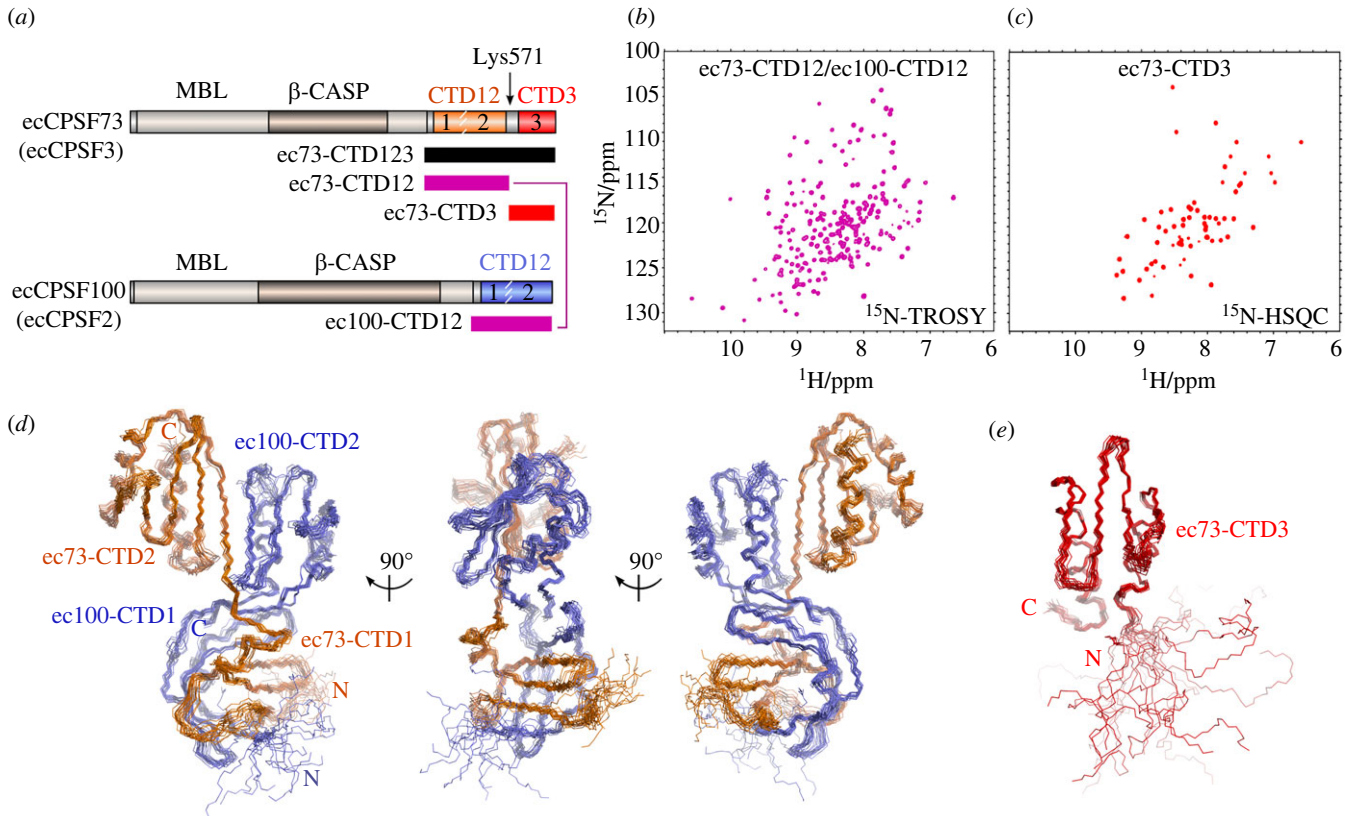 (a)
Lys571
MBL β-CASP CTD12 CTD3
ecCPSF73 1 2 3
(ecCPSF3)
ec73-CTD123
ec73-CTD12
ec73-CTD3
MBL β-CASP CTD12
ecCPSF100 1 2
(ecCPSF2)
ec100-CTD12
(b)
ec73-CTD12/ec100-CTD12
100
105
110
115
120
125
130
¹⁵N/ppm
¹⁵N-TROSY
10 9 8 7 6
¹H/ppm
(c)
ec73-CTD3
¹⁵N-HSQC
10 9 8 7 6
¹H/ppm
(d)
C
ec100-CTD2
ec73-CTD2
ec100-CTD1
C
ec73-CTD1
N
N
90°
90°
(e)
ec73-CTD3
C
N